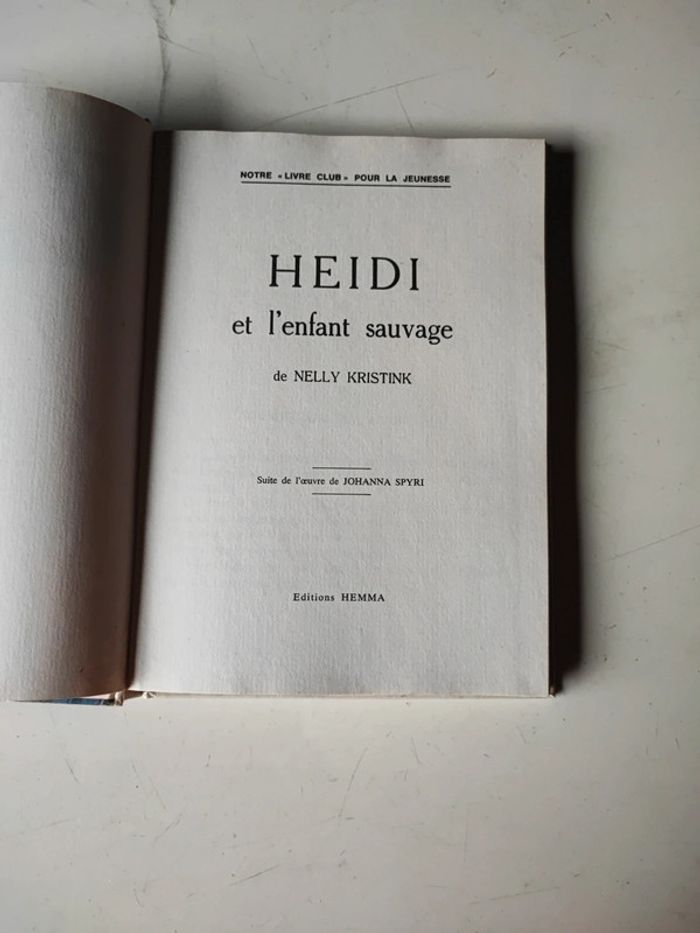 NOTRE « LIVRE CLUB » POUR LA JEUNESSE
HEIDI
et l'enfant sauvage
de NELLY KRISTINK
Suite de l'œuvre de JOHANNA SPYRI
Editions HEMMA